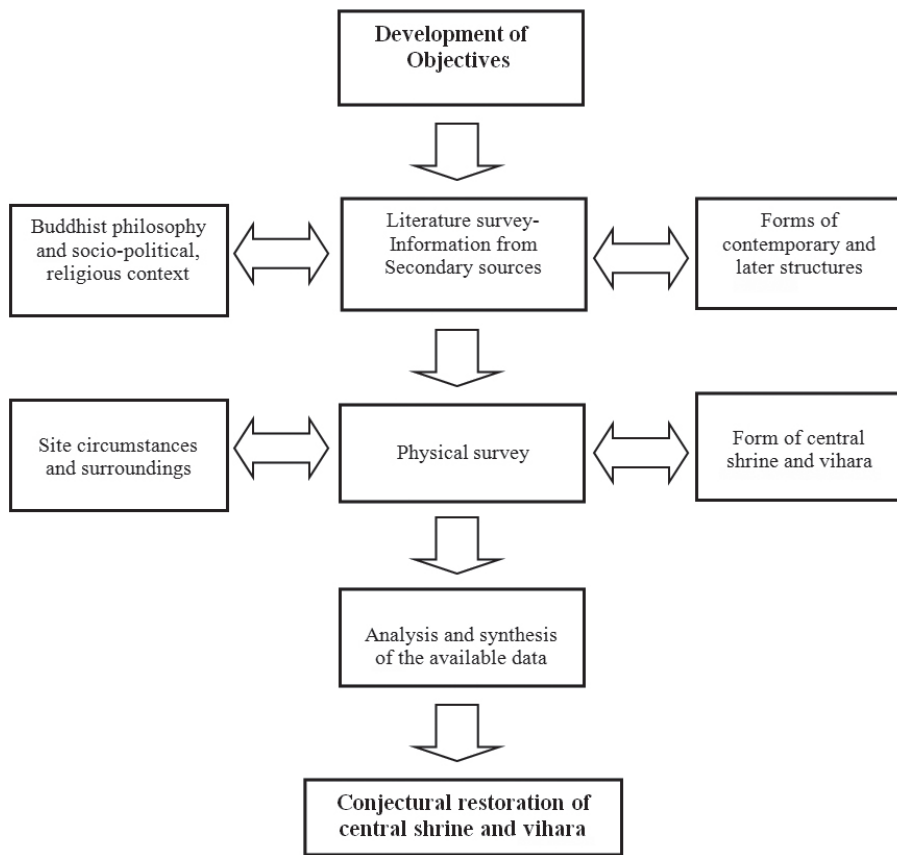 Development of
Objectives
Buddhist philosophy
and socio-political,
religious context
Literature survey-
Information from
Secondary sources
Forms of
contemporary and
later structures
Site circumstances
and surroundings
Physical survey
Form of central
shrine and vihara
Analysis and synthesis
of the available data
Conjectural restoration of
central shrine and vihara